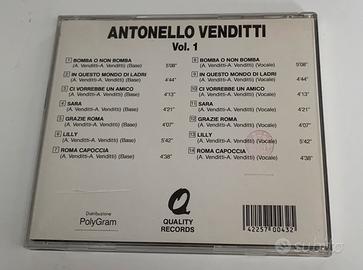 ANTONELLO VENDITTI
Vol. 1
1 BOMBA O NON BOMBA
(A. Venditti-A. Venditti) (Base) 5'08"
2 IN QUESTO MONDO DI LADRI
(A. Venditti-A. Venditti) (Base) 4'44"
3 CI VORREBBE UN AMICO
(A. Venditti-A. Venditti) (Base) 4'13"
4 SARA
(A. Venditti-A. Venditti) (Base) 4'21"
5 GRAZIE ROMA
(A. Venditti-A. Venditti) (Base) 4'07"
6 LILLY
(A. Venditti-A. Venditti) (Base) 5'42"
7 ROMA CAPOCCIA
(A. Venditti-A. Venditti) (Base) 4'38"
8 BOMBA O NON BOMBA
(A. Venditti-A. Venditti) (Vocale) 5'08"
9 IN QUESTO MONDO DI LADRI
(A. Venditti-A. Venditti) (Vocale) 4'44"
10 CI VORREBBE UN AMICO
(A. Venditti-A. Venditti) (Vocale) 4'13"
11 SARA
(A. Venditti-A. Venditti) (Vocale) 4'21"
12 GRAZIE ROMA
(A. Venditti-A. Venditti) (Vocale) 4'07"
13 LILLY
(A. Venditti-A. Venditti) (Vocale) 5'42"
14 ROMA CAPOCCIA
(A. Venditti-A. Venditti) (Vocale) 4'38"
Distribuzione
PolyGram
QUALITY
RECORDS
42257 00432
subito